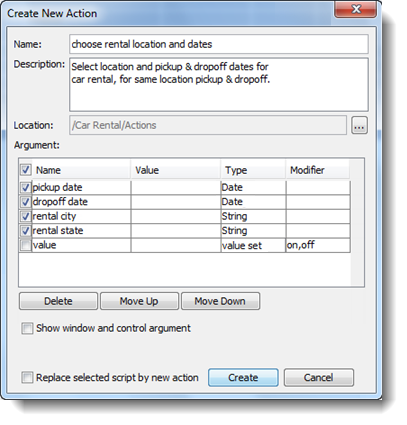 Create New Action
Name: choose rental location and dates
Description: Select location and pickup & dropoff dates for
car rental, for same location pickup & dropoff.
Location: /Car Rental/Actions ...
Argument:
Name Value Type Modifier
pickup date Date
dropoff date Date
rental city String
rental state String
value value set on,off
Delete Move Up Move Down
Show window and control argument
Replace selected script by new action Create Cancel